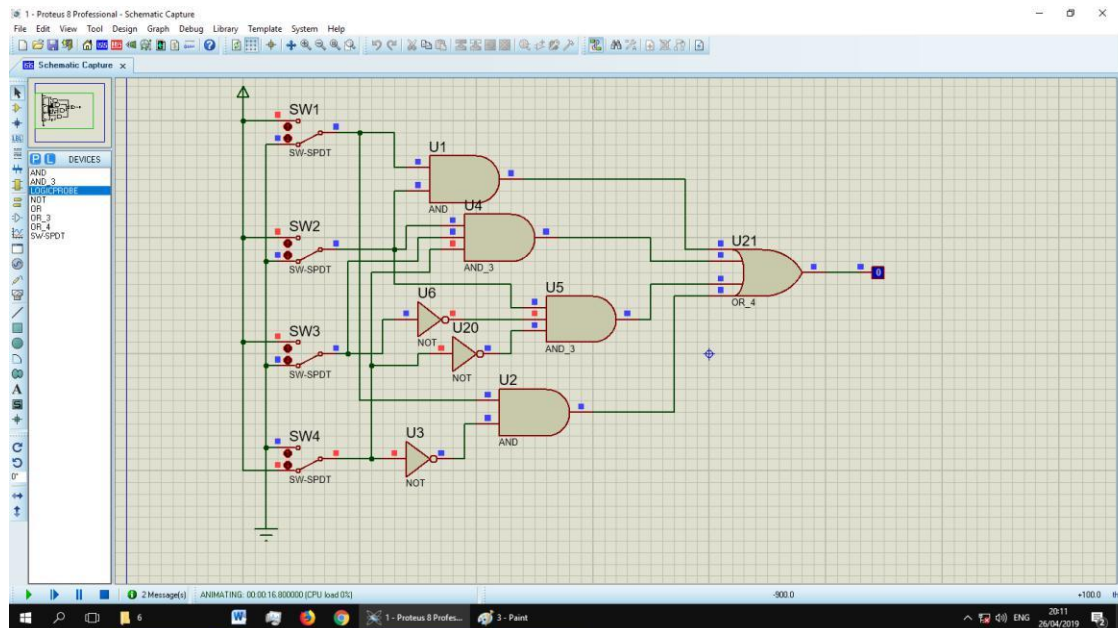 1 - Proteus 8 Professional - Schematic Capture
File Edit View Tool Design Graph Debug Library Template System Help
Schematic Capture
P L DEVICES
AND
AND_3
LOGICPROBE
NOT
OR
OR_3
OR_4
SW-SPDT
SW1
SW-SPDT
U1
AND
U4
AND_3
SW2
SW-SPDT
U21
OR_4
0
U5
AND_3
U6
NOT
U20
NOT
SW3
SW-SPDT
U2
AND
SW4
SW-SPDT
U3
NOT
0°
2 Message(s) ANIMATING: 00:00:16.800000 (CPU load 0%) -900.0 +100.0 th
6 1 - Proteus 8 Profes... 3 - Paint ENG 20:11
26/04/2019